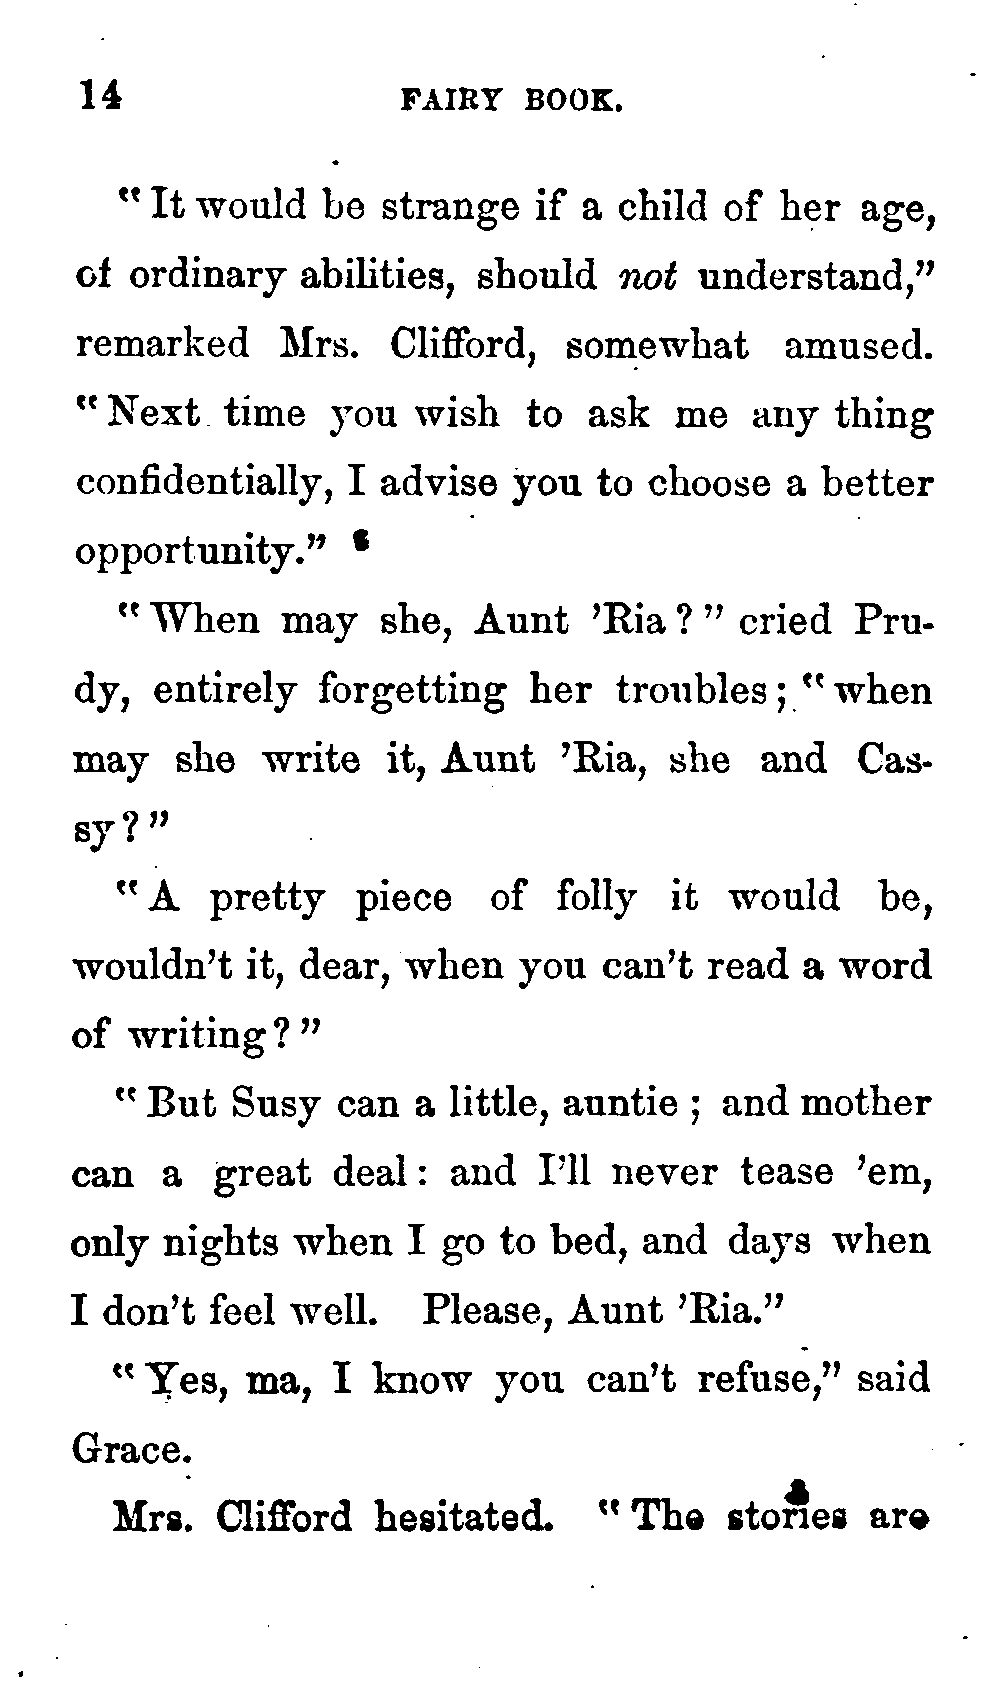 14 FAIRY BOOK.
“It would be strange if a child of her age,
of ordinary abilities, should not understand,”
remarked Mrs. Clifford, somewhat amused.
“Next time you wish to ask me any thing
confidentially, I advise you to choose a better
opportunity.”
“When may she, Aunt ’Ria?” cried Pru-
dy, entirely forgetting her troubles; “when
may she write it, Aunt ’Ria, she and Cas-
sy?”
“A pretty piece of folly it would be,
wouldn’t it, dear, when you can’t read a word
of writing?”
“But Susy can a little, auntie; and mother
can a great deal: and I’ll never tease ’em,
only nights when I go to bed, and days when
I don’t feel well. Please, Aunt ’Ria.”
“Yes, ma, I know you can’t refuse,” said
Grace.
Mrs. Clifford hesitated. “The stories are